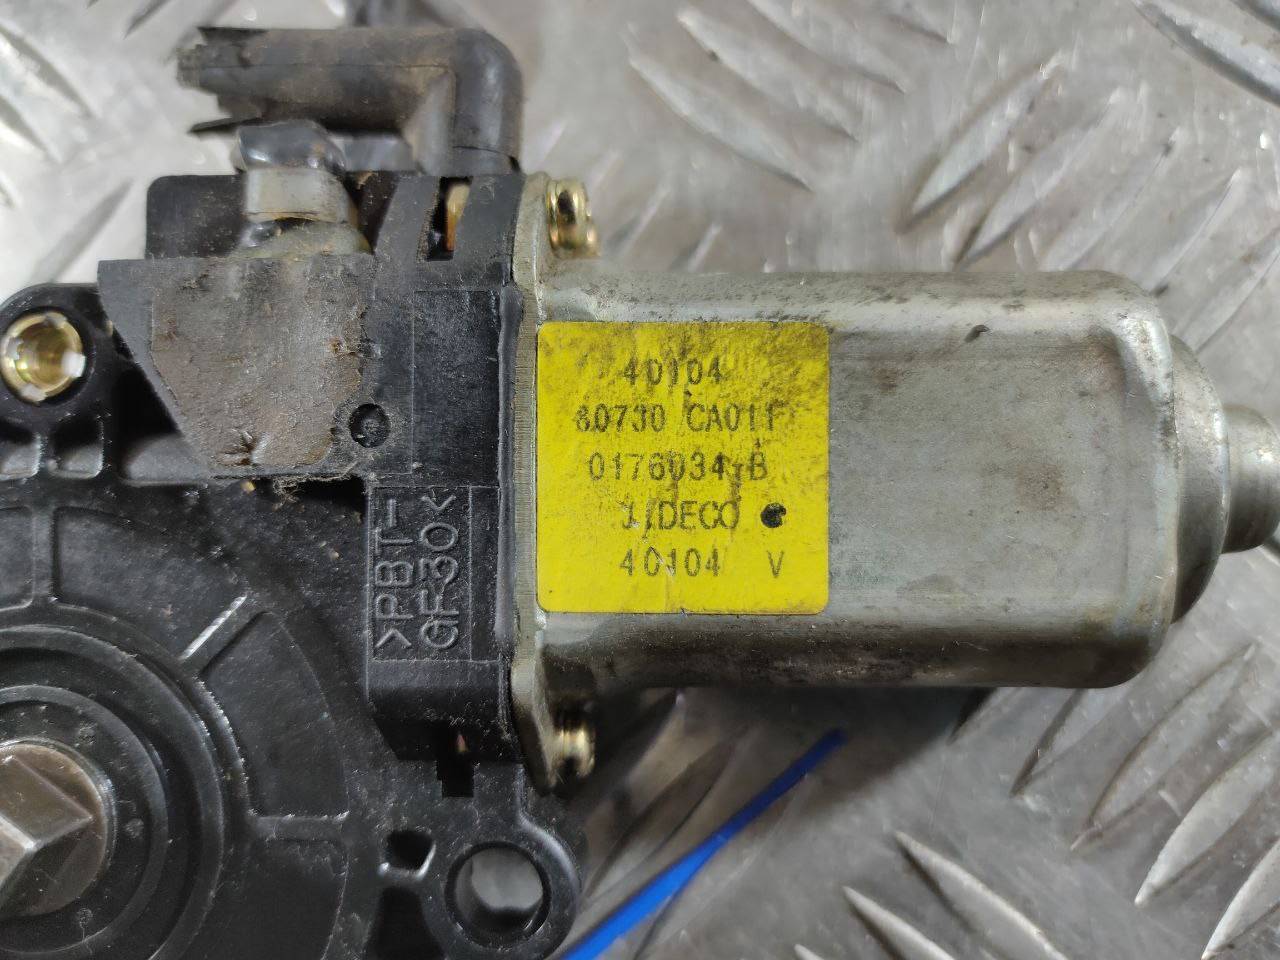 40104
80730 CA01F
0176034-B
JIDECO
40104 V
>PBT-
GF30<